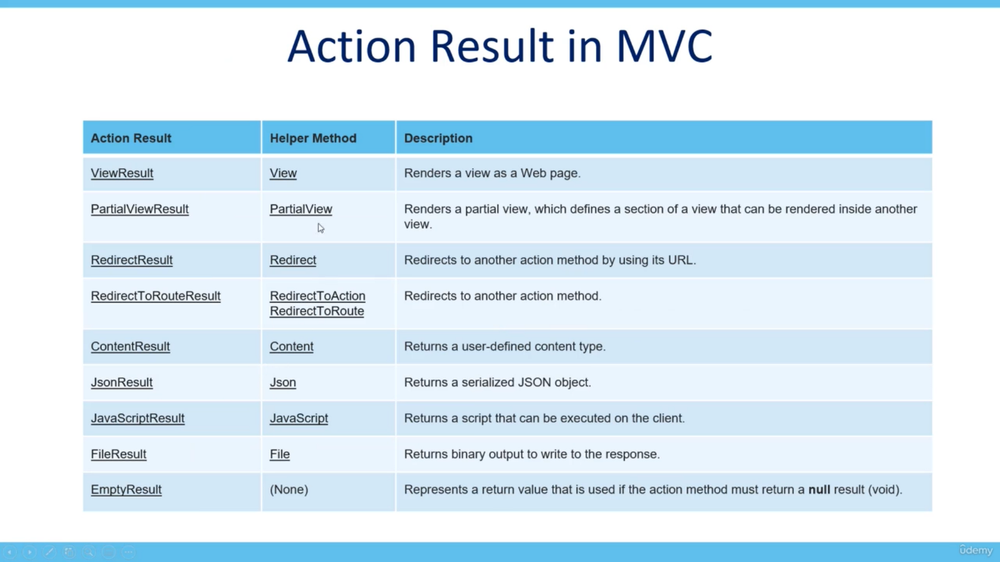 Action Result in MVC
Action Result Helper Method Description
ViewResult View Renders a view as a Web page.
PartialViewResult PartialView Renders a partial view, which defines a section of a view that can be rendered inside another
view.
RedirectResult Redirect Redirects to another action method by using its URL.
RedirectToRouteResult RedirectToAction Redirects to another action method.
RedirectToRoute
ContentResult Content Returns a user-defined content type.
JsonResult Json Returns a serialized JSON object.
JavaScriptResult JavaScript Returns a script that can be executed on the client.
FileResult File Returns binary output to write to the response.
EmptyResult (None) Represents a return value that is used if the action method must return a null result (void).
ûdemy